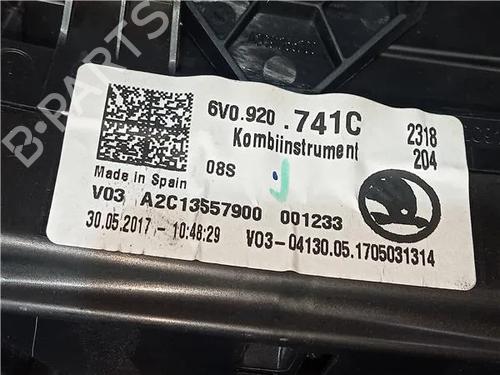 6V0.920 .741C
2318
Kombiinstrument
204
08S
Made in Spain
V03 A2C13557900 001233
30.05.2017 - 10:48:29 V03-04130.05.1705031314
B-PARTS